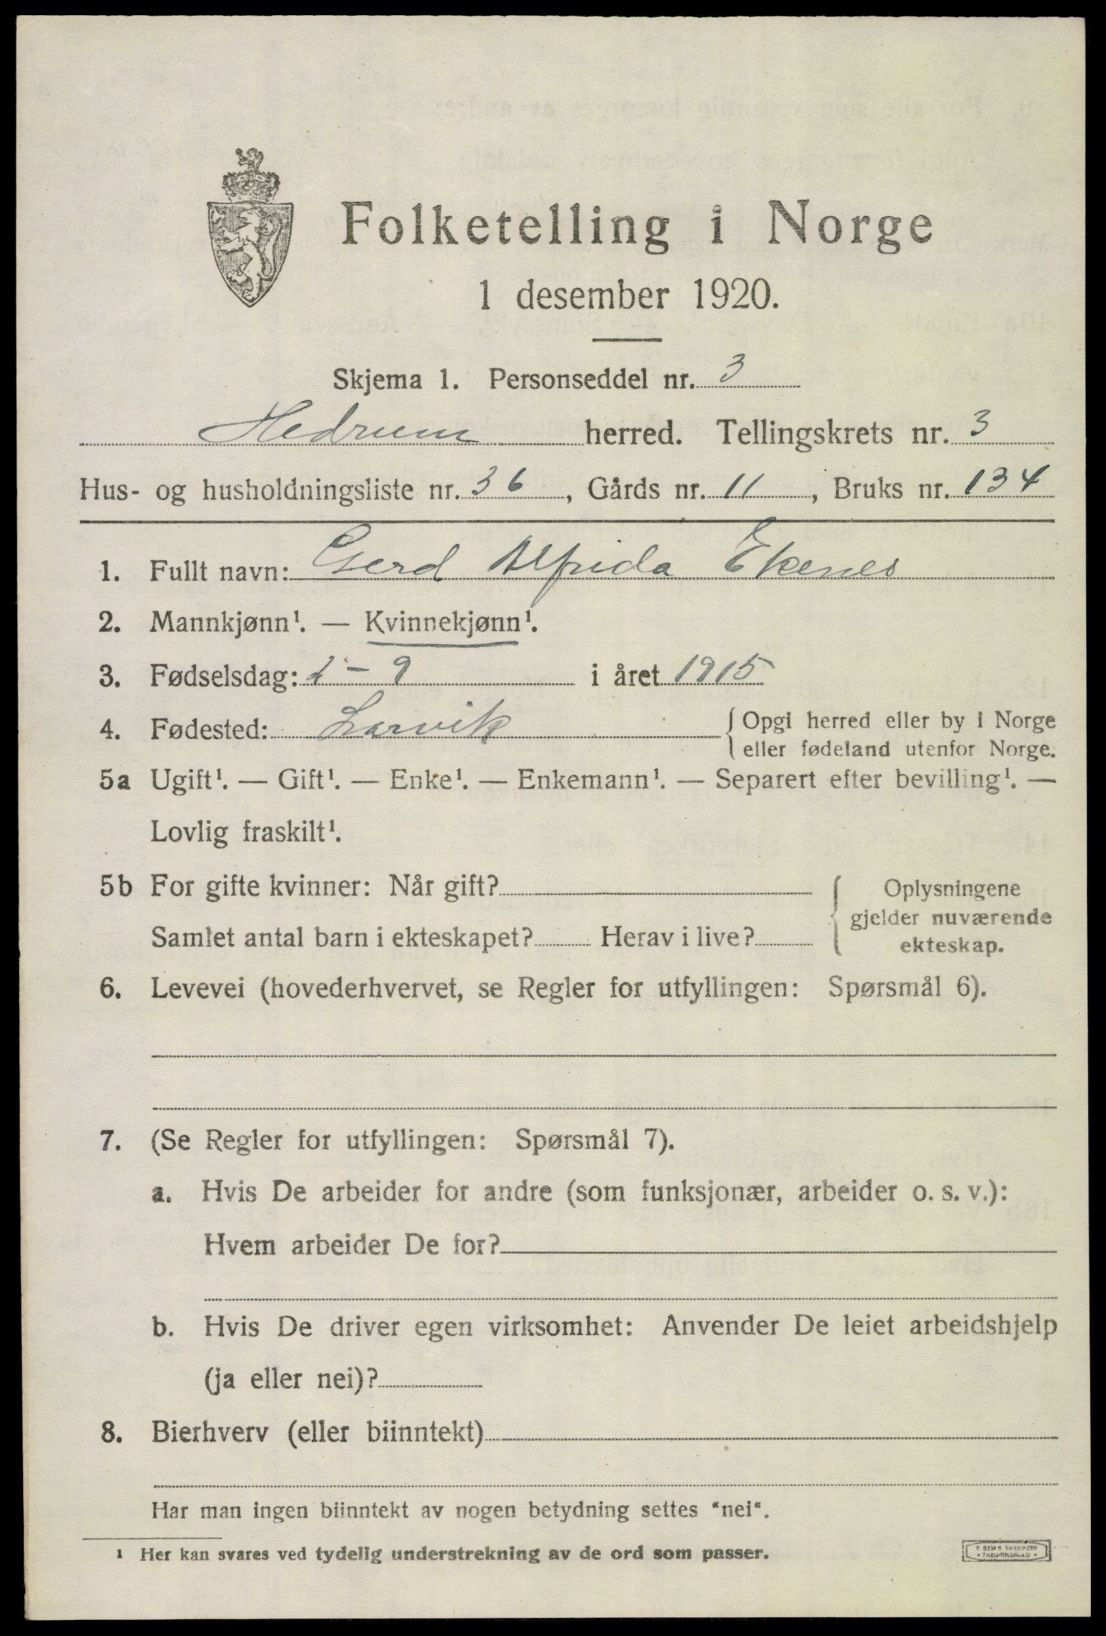 Folketelling i Norge
1 desember 1920.
Skjema 1. Personseddel nr. 3
Hedrum herred. Tellingskrets nr. 3
Hus- og husholdningsliste nr. 36, Gårds nr. 11, Bruks nr. 134
1. Fullt navn: Gerd Alfrida Ekenes
2. Mannkjønn¹. — Kvinnekjønn¹.
3. Fødselsdag: 2 - 9 i året 1915
4. Fødested: Larvik { Opgi herred eller by i Norge
eller fødeland utenfor Norge.
5a Ugift¹. — Gift¹. — Enke¹. — Enkemann¹. — Separert efter bevilling¹. —
Lovlig fraskilt¹.
5b For gifte kvinner: Når gift?
Samlet antal barn i ekteskapet? Herav i live?
{ Oplysningene
gjelder nuværende
ekteskap.
6. Levevei (hovederhvervet, se Regler for utfyllingen: Spørsmål 6).
7. (Se Regler for utfyllingen: Spørsmål 7).
a. Hvis De arbeider for andre (som funksjonær, arbeider o. s. v.):
Hvem arbeider De for?
b. Hvis De driver egen virksomhet: Anvender De leiet arbeidshjelp
(ja eller nei)?
8. Bierhverv (eller biinntekt)
Har man ingen biinntekt av nogen betydning settes "nei".
¹ Her kan svares ved tydelig understrekning av de ord som passer.